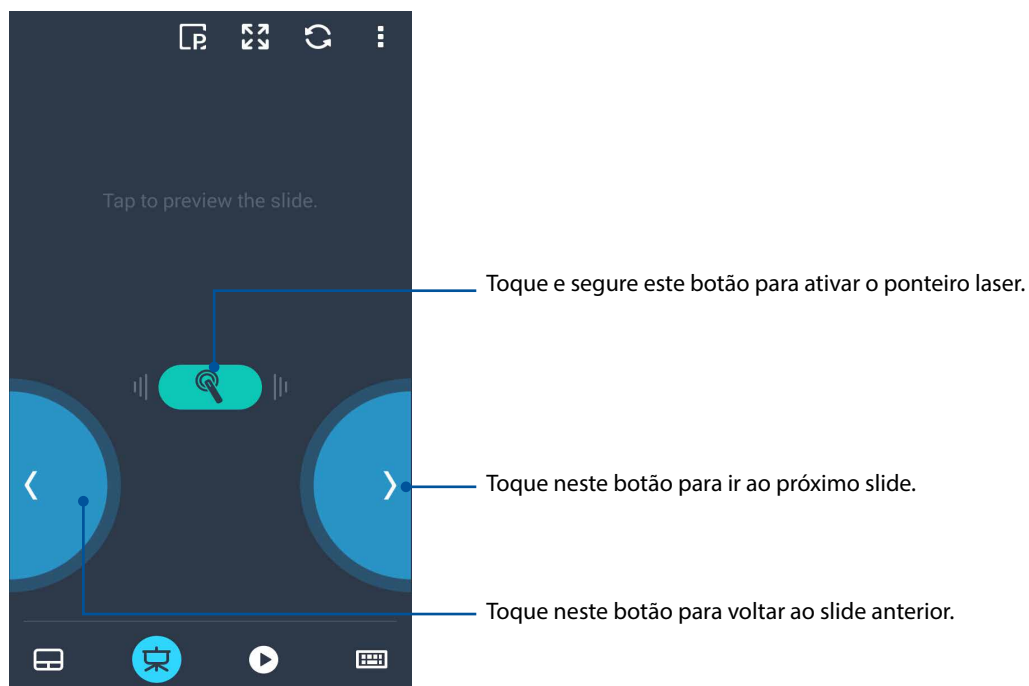 P
Tap to preview the slide.
Toque e segure este botão para ativar o ponteiro laser.
Toque neste botão para ir ao próximo slide.
Toque neste botão para voltar ao slide anterior.